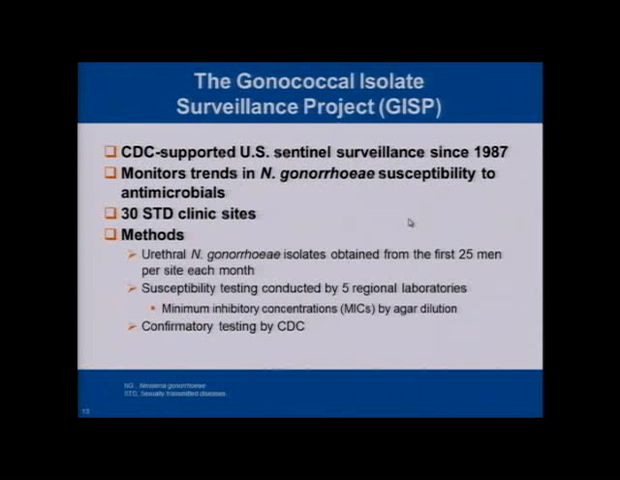 The Gonococcal Isolate
Surveillance Project (GISP)
CDC-supported U.S. sentinel surveillance since 1987
Monitors trends in N. gonorrhoeae susceptibility to
antimicrobials
30 STD clinic sites
Methods
Urethral N. gonorrhoeae isolates obtained from the first 25 men
per site each month
Susceptibility testing conducted by 5 regional laboratories
Minimum inhibitory concentrations (MICs) by agar dilution
Confirmatory testing by CDC
NG , Neisseria gonorrhoeae
STD, Sexually transmitted diseases
13